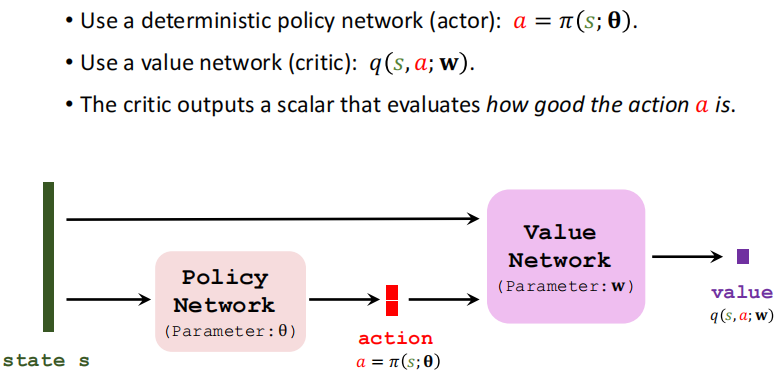 • Use a deterministic policy network (actor): a = π(s; θ).
• Use a value network (critic): q(s, a; w).
• The critic outputs a scalar that evaluates how good the action a is.
Value
Network
(Parameter: w)
Policy
Network
(Parameter: θ)
value
q(s, a; w)
action
a = π(s; θ)
state s